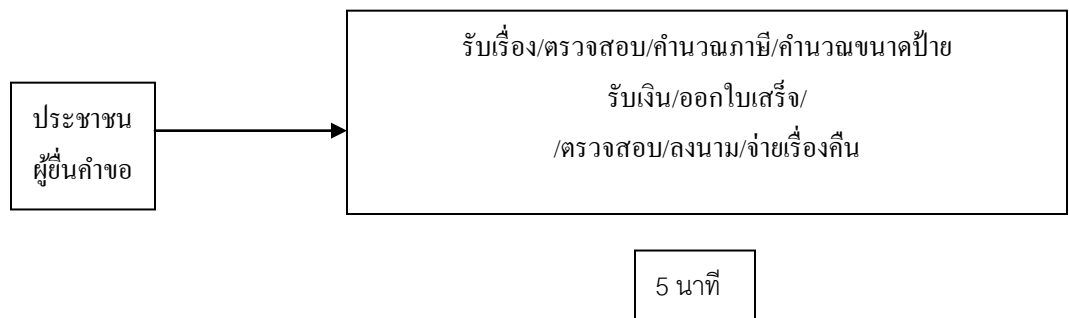 ประชาชน
ผู้ยื่นคำขอ
รับเรื่อง/ตรวจสอบ/คำนวณภาษี/คำนวณขนาดป้าย
รับเงิน/ออกใบเสร็จ/
/ตรวจสอบ/ลงนาม/จ่ายเรื่องคืน
5 นาที